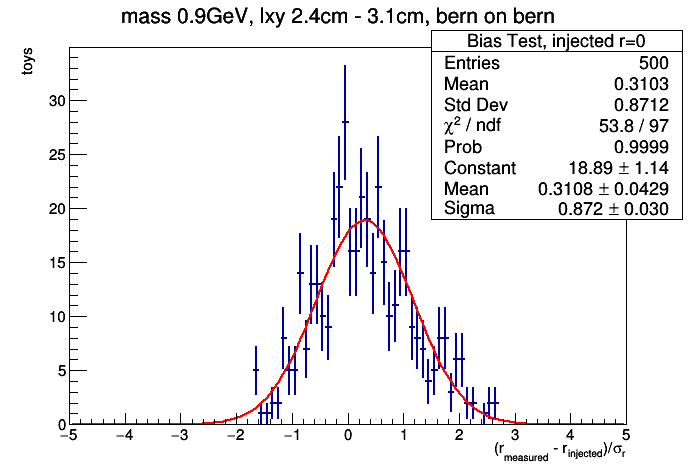 mass 0.9GeV, lxy 2.4cm - 3.1cm, bern on bern
toys
Bias Test, injected r=0
Entries 500
Mean 0.3103
Std Dev 0.8712
χ² / ndf 53.8 / 97
Prob 0.9999
Constant 18.89 ± 1.14
Mean 0.3108 ± 0.0429
Sigma 0.872 ± 0.030
30
25
20
15
10
5
0
−5 −4 −3 −2 −1 0 1 2 3 4 5
(r_measured - r_injected)/σ_r